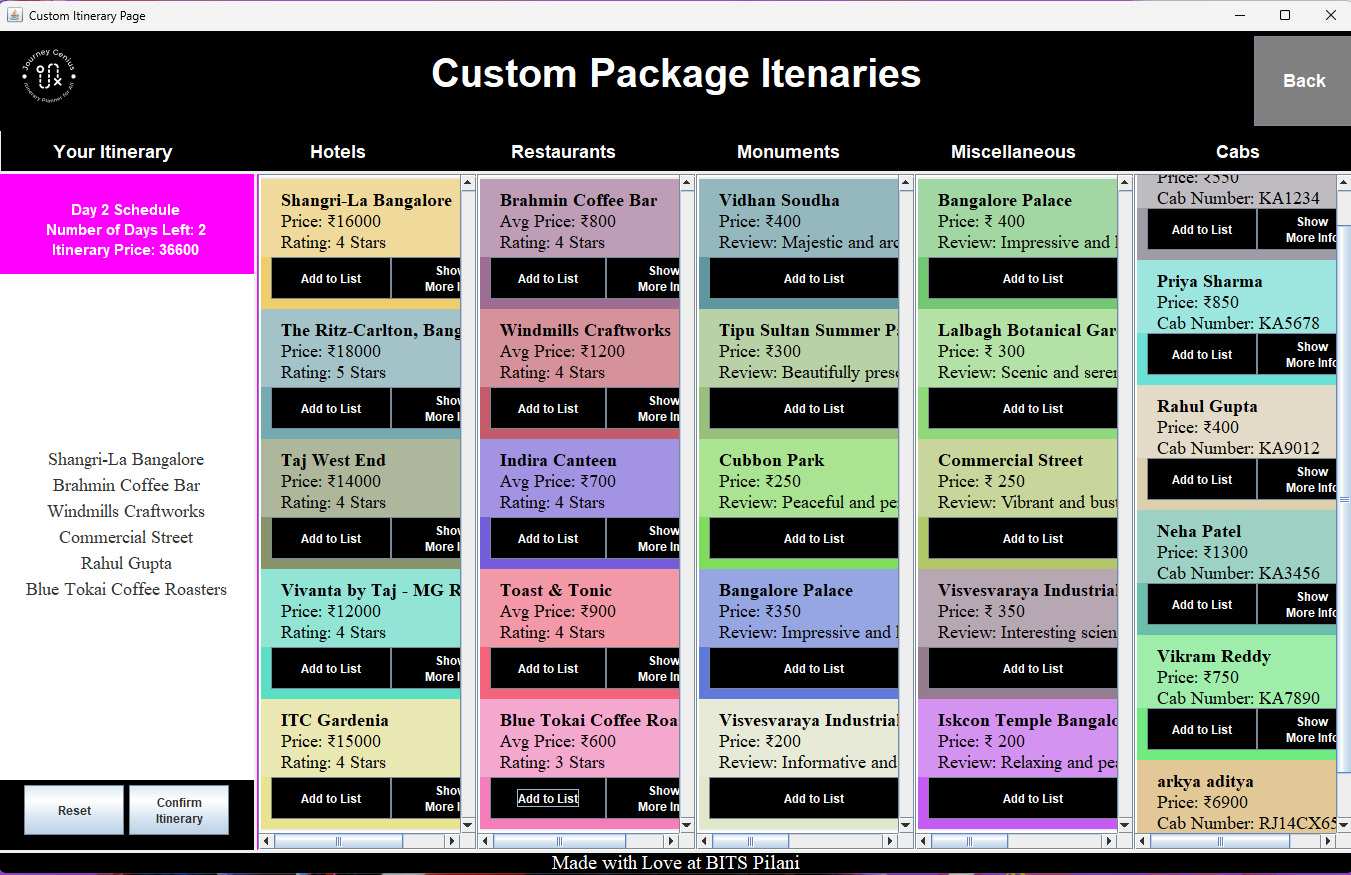 Custom Itinerary Page
Journey Genius
Itinerary Planner for All
Custom Package Itenaries
Back
Your Itinerary
Hotels
Restaurants
Monuments
Miscellaneous
Cabs
Day 2 Schedule
Number of Days Left: 2
Itinerary Price: 36600
Shangri-La Bangalore
Brahmin Coffee Bar
Windmills Craftworks
Commercial Street
Rahul Gupta
Blue Tokai Coffee Roasters
Reset
Confirm
Itinerary
Shangri-La Bangalore
Price: ₹16000
Rating: 4 Stars
Add to List
Show
More I
The Ritz-Carlton, Bang
Price: ₹18000
Rating: 5 Stars
Add to List
Show
More I
Taj West End
Price: ₹14000
Rating: 4 Stars
Add to List
Show
More I
Vivanta by Taj - MG R
Price: ₹12000
Rating: 4 Stars
Add to List
Show
More I
ITC Gardenia
Price: ₹15000
Rating: 4 Stars
Add to List
Show
More I
Brahmin Coffee Bar
Avg Price: ₹800
Rating: 4 Stars
Add to List
Show
More In
Windmills Craftworks
Avg Price: ₹1200
Rating: 4 Stars
Add to List
Show
More In
Indira Canteen
Avg Price: ₹700
Rating: 4 Stars
Add to List
Show
More In
Toast & Tonic
Avg Price: ₹900
Rating: 4 Stars
Add to List
Show
More In
Blue Tokai Coffee Roa
Avg Price: ₹600
Rating: 3 Stars
Add to List
Show
More In
Vidhan Soudha
Price: ₹400
Review: Majestic and arc
Add to List
Tipu Sultan Summer Pa
Price: ₹300
Review: Beautifully prese
Add to List
Cubbon Park
Price: ₹250
Review: Peaceful and pe
Add to List
Bangalore Palace
Price: ₹350
Review: Impressive and
Add to List
Visvesvaraya Industrial
Price: ₹200
Review: Informative and
Add to List
Bangalore Palace
Price: ₹ 400
Review: Impressive and
Add to List
Lalbagh Botanical Gar
Price: ₹ 300
Review: Scenic and seren
Add to List
Commercial Street
Price: ₹ 250
Review: Vibrant and bust
Add to List
Visvesvaraya Industrial
Price: ₹ 350
Review: Interesting scien
Add to List
Iskcon Temple Bangalo
Price: ₹ 200
Review: Relaxing and pea
Add to List
Price: ₹550
Cab Number: KA1234
Add to List
Show
More Info
Priya Sharma
Price: ₹850
Cab Number: KA5678
Add to List
Show
More Info
Rahul Gupta
Price: ₹400
Cab Number: KA9012
Add to List
Show
More Info
Neha Patel
Price: ₹1300
Cab Number: KA3456
Add to List
Show
More Info
Vikram Reddy
Price: ₹750
Cab Number: KA7890
Add to List
Show
More Info
arkya aditya
Price: ₹6900
Cab Number: RJ14CX65
Made with Love at BITS Pilani